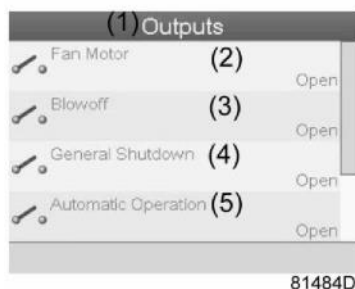 (1) Outputs
Fan Motor (2)
Open
Blowoff (3)
Open
General Shutdown (4)
Open
Automatic Operation (5)
Open
81484D